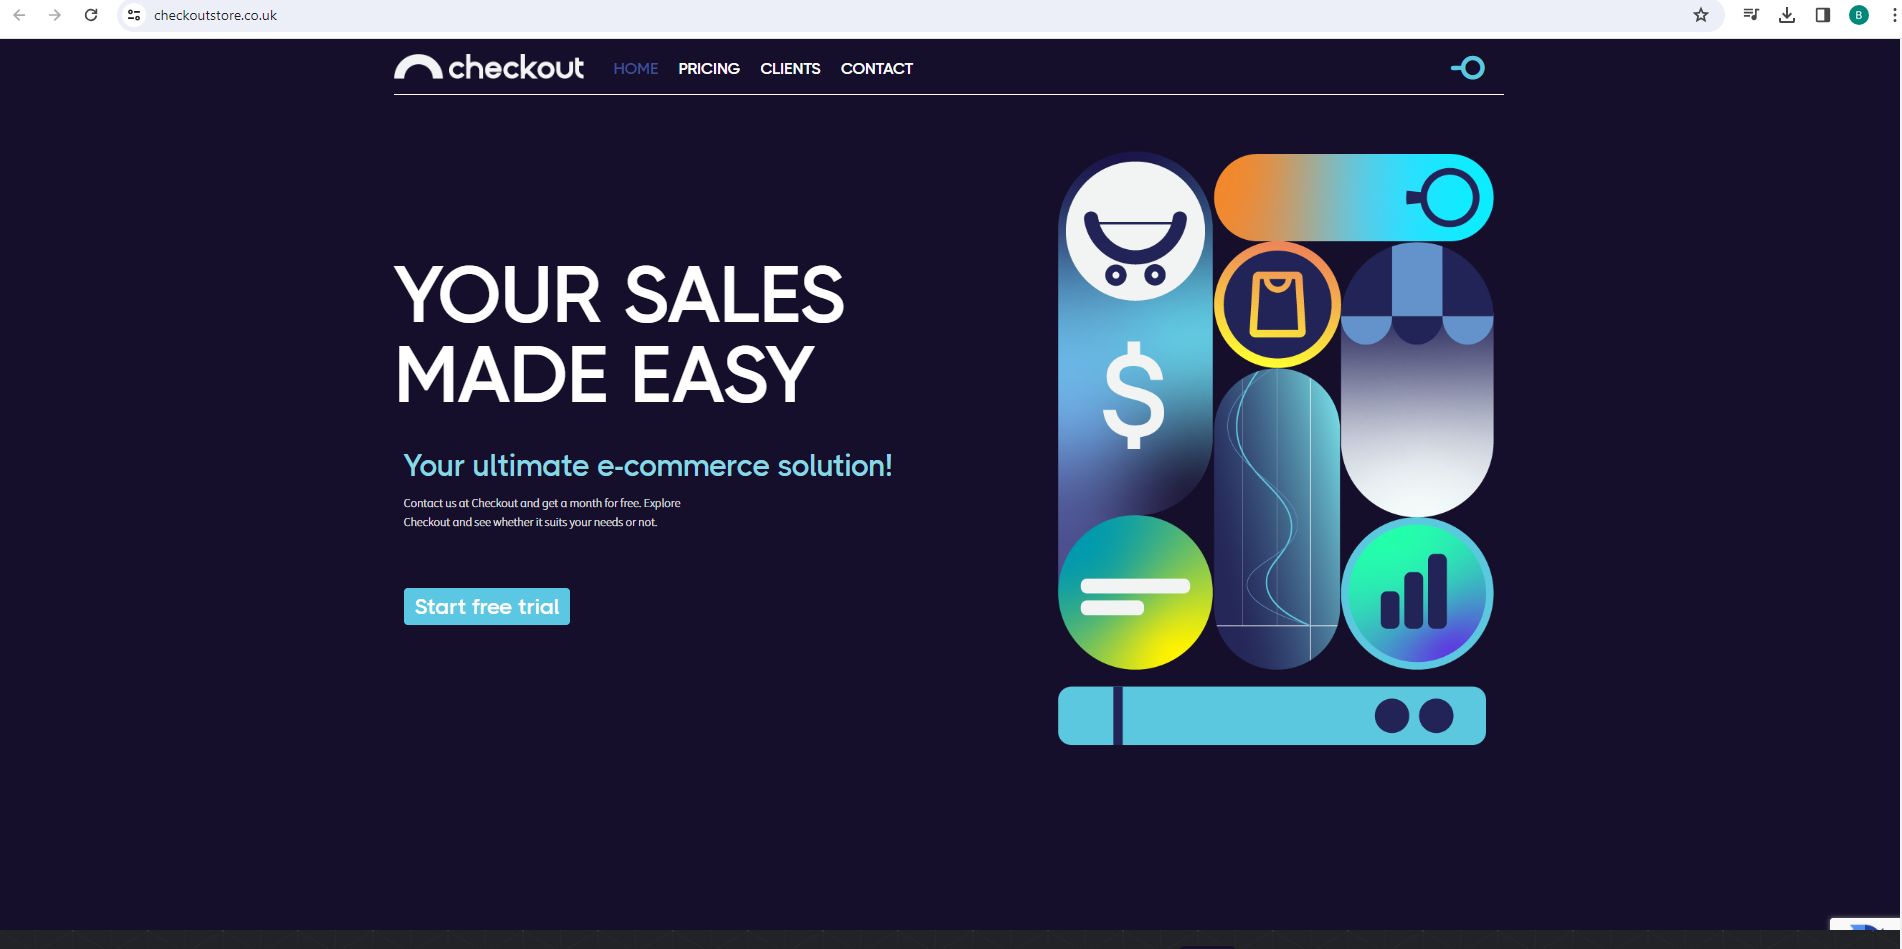 checkoutstore.co.uk
B
checkout HOME PRICING CLIENTS CONTACT
YOUR SALES
MADE EASY
Your ultimate e-commerce solution!
Contact us at Checkout and get a month for free. Explore
Checkout and see whether it suits your needs or not.
Start free trial
$